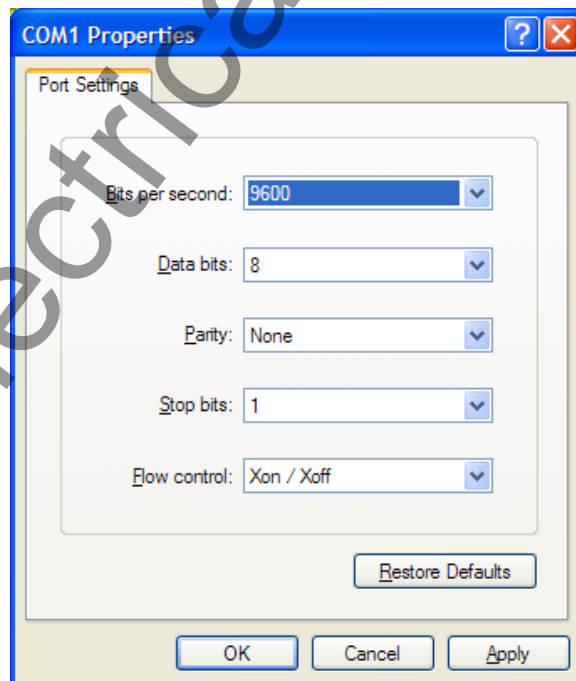 COM1 Properties
Port Settings
Bits per second: 9600
Data bits: 8
Parity: None
Stop bits: 1
Flow control: Xon / Xoff
Restore Defaults
OK Cancel Apply